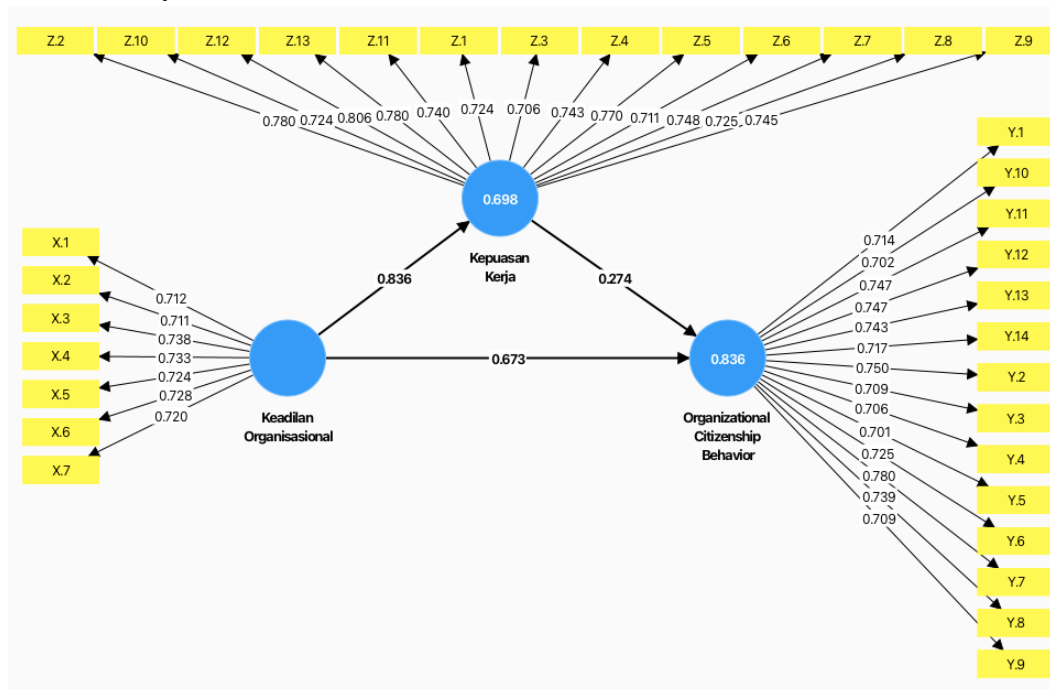 Z.2 Z.10 Z.12 Z.13 Z.11 Z.1 Z.3 Z.4 Z.5 Z.6 Z.7 Z.8 Z.9
0.780 0.724 0.806 0.780 0.740 0.724 0.706 0.743 0.770 0.711 0.748 0.725 0.745
0.698
Kepuasan
Kerja
X.1
X.2
X.3
X.4
X.5
X.6
X.7
0.712
0.711
0.738
0.733
0.724
0.728
0.720
Keadilan
Organisasional
0.836
0.274
0.673
0.836
Organizational
Citizenship
Behavior
0.714
0.702
0.747
0.747
0.743
0.717
0.750
0.709
0.706
0.701
0.725
0.780
0.739
0.709
Y.1
Y.10
Y.11
Y.12
Y.13
Y.14
Y.2
Y.3
Y.4
Y.5
Y.6
Y.7
Y.8
Y.9